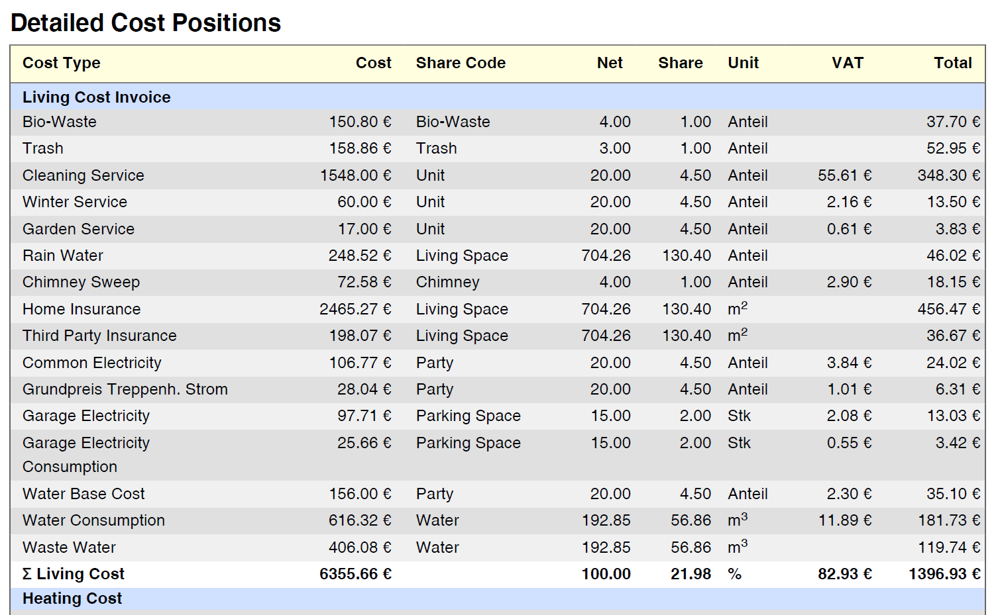 Detailed Cost Positions
Cost Type Cost Share Code Net Share Unit VAT Total
Living Cost Invoice
Bio-Waste 150.80 € Bio-Waste 4.00 1.00 Anteil 37.70 €
Trash 158.86 € Trash 3.00 1.00 Anteil 52.95 €
Cleaning Service 1548.00 € Unit 20.00 4.50 Anteil 55.61 € 348.30 €
Winter Service 60.00 € Unit 20.00 4.50 Anteil 2.16 € 13.50 €
Garden Service 17.00 € Unit 20.00 4.50 Anteil 0.61 € 3.83 €
Rain Water 248.52 € Living Space 704.26 130.40 Anteil 46.02 €
Chimney Sweep 72.58 € Chimney 4.00 1.00 Anteil 2.90 € 18.15 €
Home Insurance 2465.27 € Living Space 704.26 130.40 m² 456.47 €
Third Party Insurance 198.07 € Living Space 704.26 130.40 m² 36.67 €
Common Electricity 106.77 € Party 20.00 4.50 Anteil 3.84 € 24.02 €
Grundpreis Treppenh. Strom 28.04 € Party 20.00 4.50 Anteil 1.01 € 6.31 €
Garage Electricity 97.71 € Parking Space 15.00 2.00 Stk 2.08 € 13.03 €
Garage Electricity 25.66 € Parking Space 15.00 2.00 Stk 0.55 € 3.42 €
Consumption
Water Base Cost 156.00 € Party 20.00 4.50 Anteil 2.30 € 35.10 €
Water Consumption 616.32 € Water 192.85 56.86 m³ 11.89 € 181.73 €
Waste Water 406.08 € Water 192.85 56.86 m³ 119.74 €
Σ Living Cost 6355.66 € 100.00 21.98 % 82.93 € 1396.93 €
Heating Cost